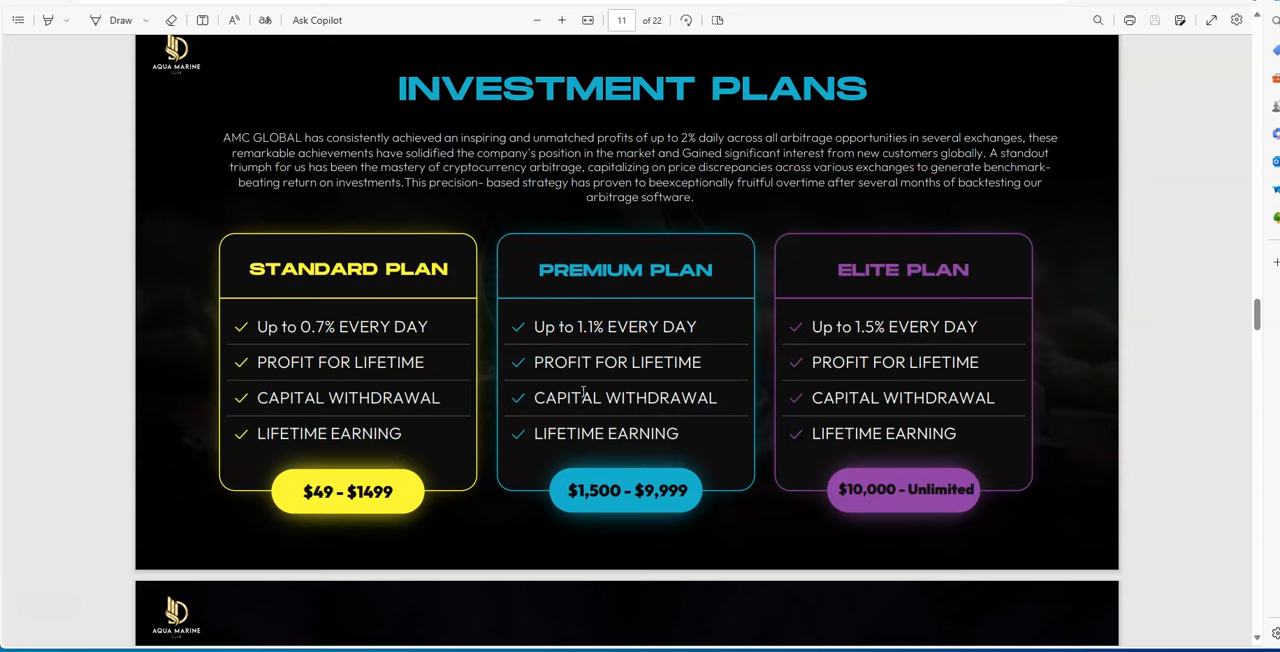 Draw
Ask Copilot
11 of 22
AQUA MARINE
CLUB
INVESTMENT PLANS
AMC GLOBAL has consistently achieved an inspiring and unmatched profits of up to 2% daily across all arbitrage opportunities in several exchanges, these
remarkable achievements have solidified the company's position in the market and Gained significant interest from new customers globally. A standout
triumph for us has been the mastery of cryptocurrency arbitrage, capitalizing on price discrepancies across various exchanges to generate benchmark-
beating return on investments.This precision- based strategy has proven to beexceptionally fruitful overtime after several months of backtesting our
arbitrage software.
STANDARD PLAN
Up to 0.7% EVERY DAY
PROFIT FOR LIFETIME
CAPITAL WITHDRAWAL
LIFETIME EARNING
$49 - $1499
PREMIUM PLAN
Up to 1.1% EVERY DAY
PROFIT FOR LIFETIME
CAPITAL WITHDRAWAL
LIFETIME EARNING
$1,500 - $9,999
ELITE PLAN
Up to 1.5% EVERY DAY
PROFIT FOR LIFETIME
CAPITAL WITHDRAWAL
LIFETIME EARNING
$10,000 - Unlimited
AQUA MARINE
CLUB